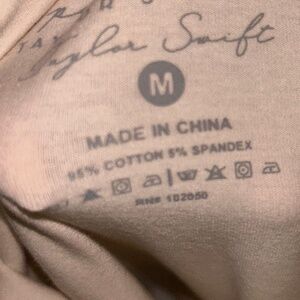 Taylor Swift
M
MADE IN CHINA
95% COTTON 5% SPANDEX
RN# 102050